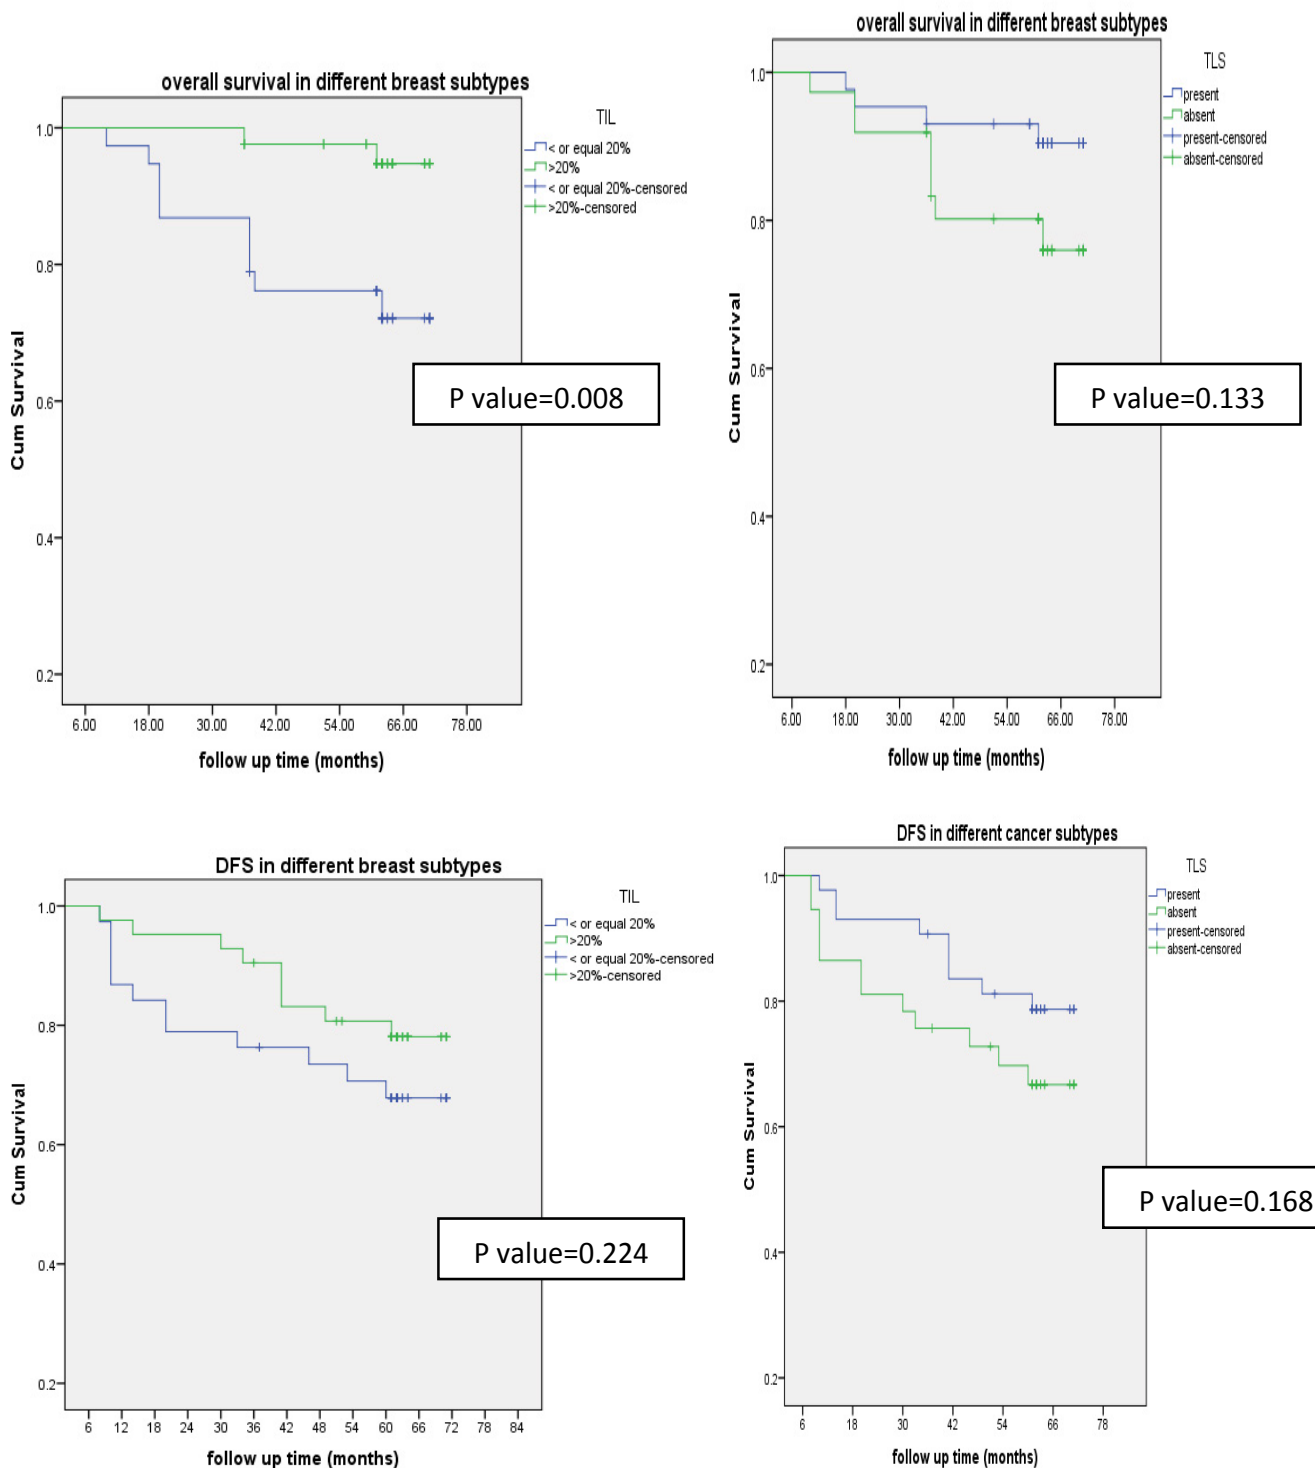 overall survival in different breast subtypes
TIL
< or equal 20%
>20%
< or equal 20%-censored
>20%-censored
1.0
0.8
0.6
0.4
0.2
Cum Survival
P value=0.008
6.00 18.00 30.00 42.00 54.00 66.00 78.00
follow up time (months)
overall survival in different breast subtypes
TLS
present
absent
present-censored
absent-censored
1.0
0.8
0.6
0.4
0.2
Cum Survival
P value=0.133
6.00 18.00 30.00 42.00 54.00 66.00 78.00
follow up time (months)
DFS in different breast subtypes
TIL
< or equal 20%
>20%
< or equal 20%-censored
>20%-censored
1.0
0.8
0.6
0.4
0.2
Cum Survival
P value=0.224
6 12 18 24 30 36 42 48 54 60 66 72 78 84
follow up time (months)
DFS in different cancer subtypes
TLS
present
absent
present-censored
absent-censored
1.0
0.8
0.6
0.4
0.2
Cum Survival
P value=0.168
6 18 30 42 54 66 78
follow up time (months)